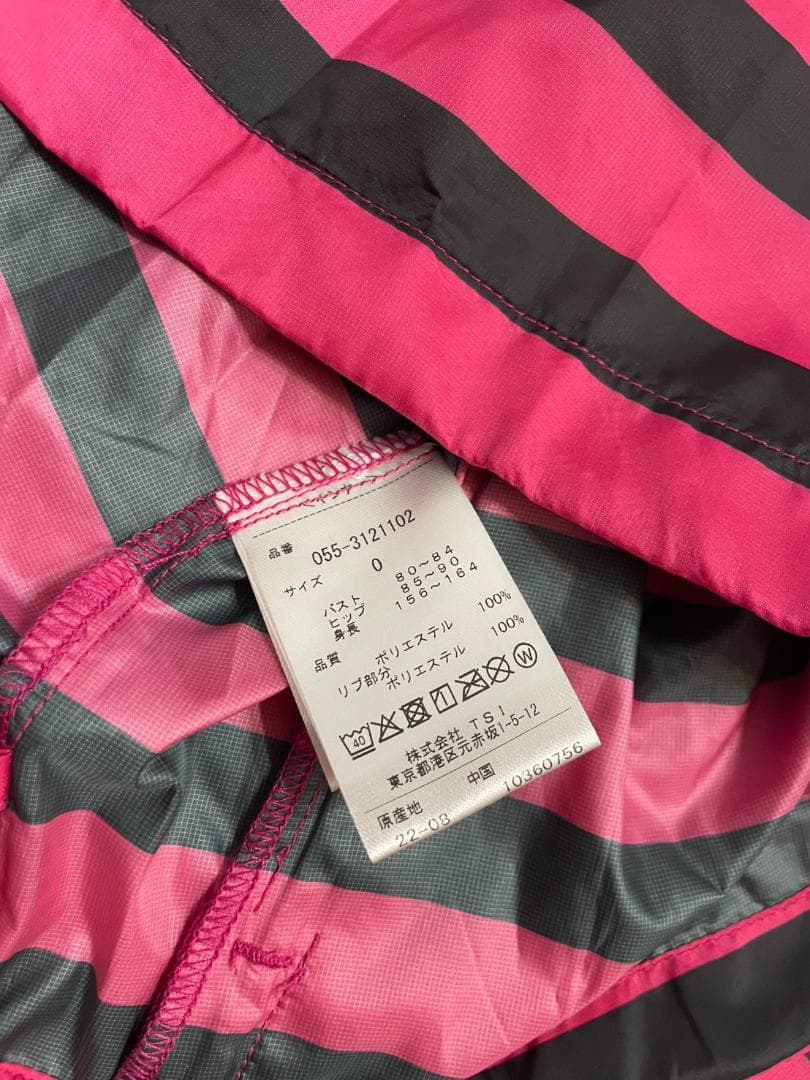 品番 055-3121102
サイズ 0
バスト 80～84
ヒップ 85～90
身長 156～164
品質 ポリエステル 100%
リブ部分 ポリエステル 100%
40 W
株式会社 TSI
東京都港区元赤坂1-5-12
原産地 中国
22-08 10360756